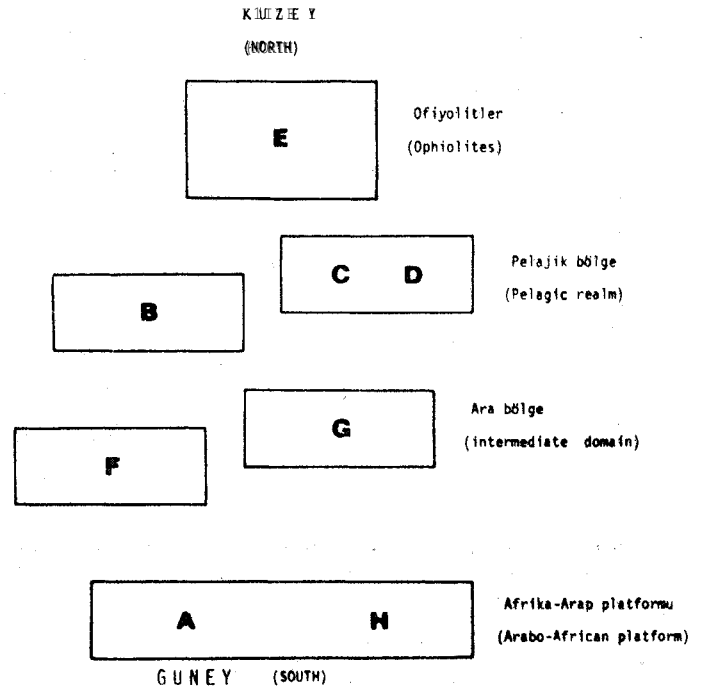 KUZEY
(NORTH)
E
Ofiyolitler
(Ophiolites)
C D
Pelajik bölge
(Pelagic realm)
B
G
Ara bölge
(intermediate domain)
F
A H
Afrika-Arap platformu
(Arabo-African platform)
GUNEY (SOUTH)